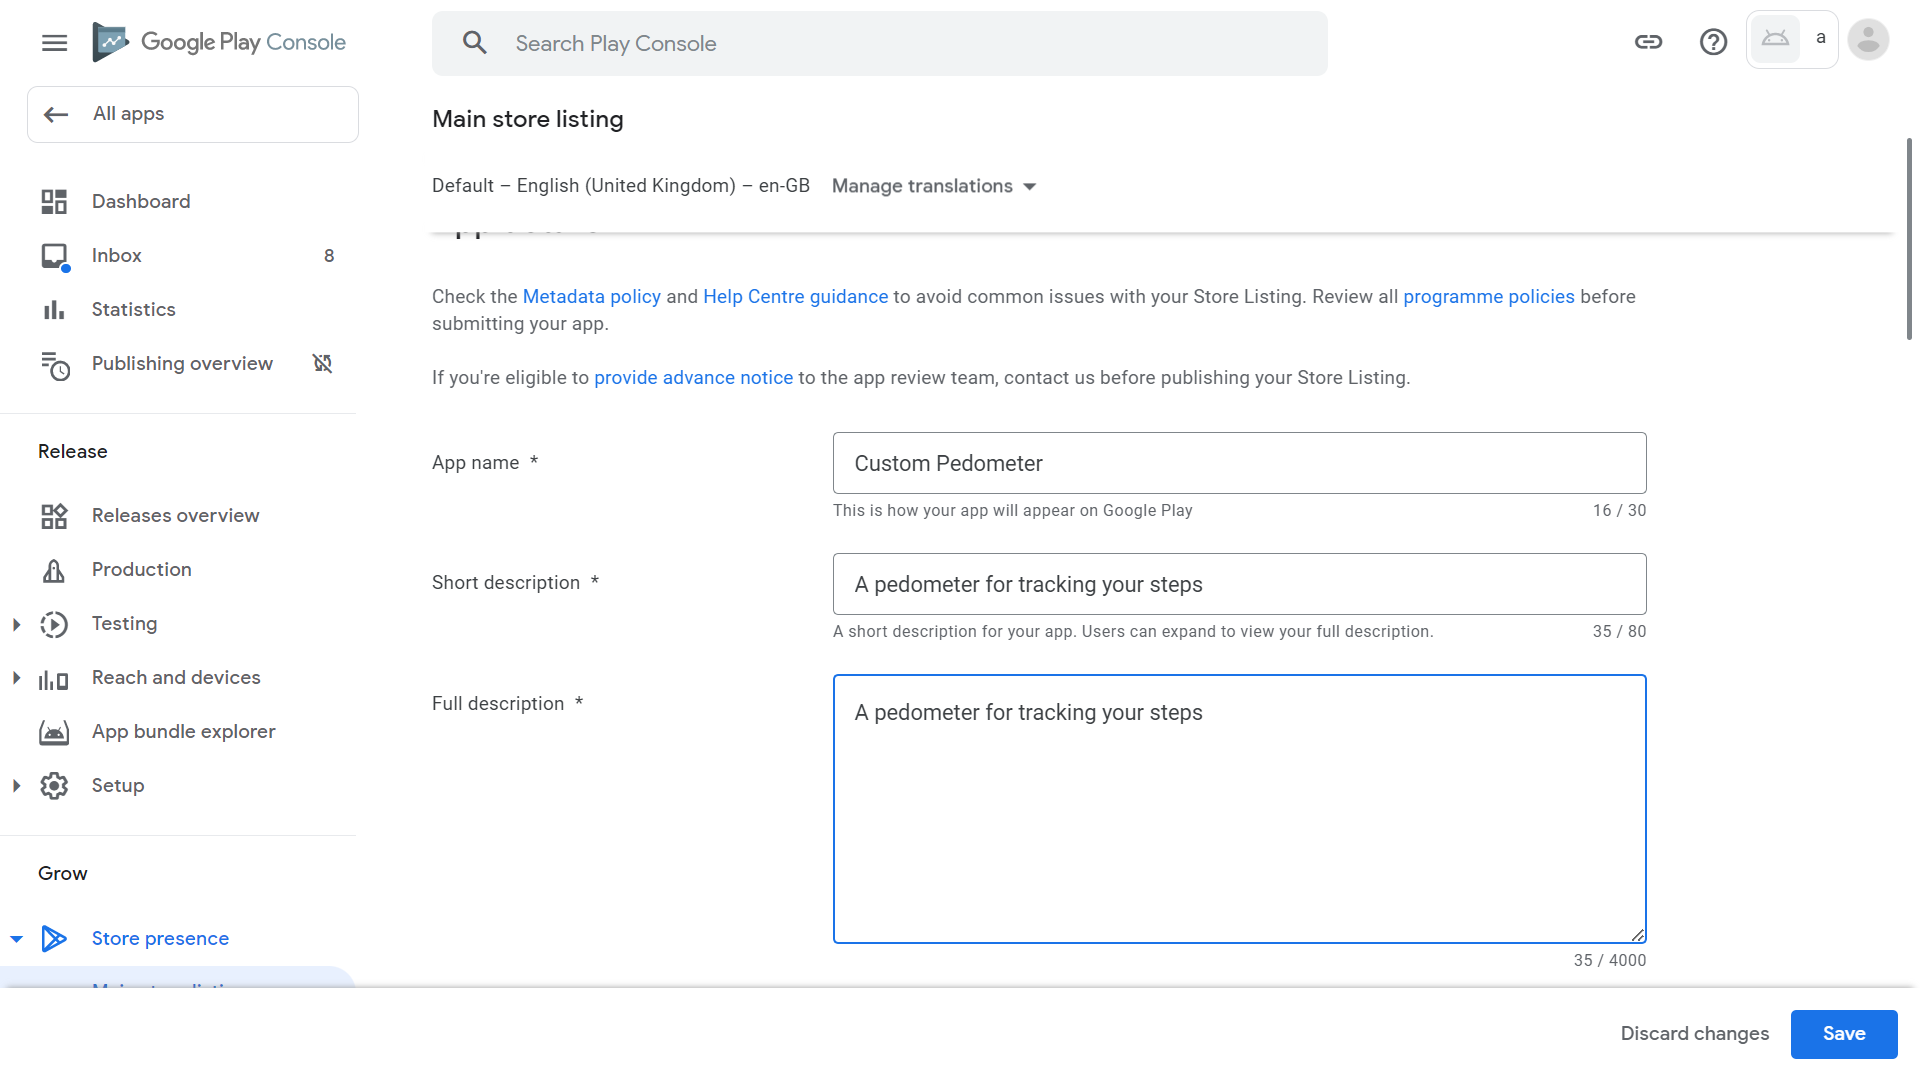 Google Play Console
Search Play Console
a
All apps
Main store listing
Default – English (United Kingdom) – en-GB
Manage translations
Dashboard
Inbox
8
Statistics
Publishing overview
Check the Metadata policy and Help Centre guidance to avoid common issues with your Store Listing. Review all programme policies before
submitting your app.
If you're eligible to provide advance notice to the app review team, contact us before publishing your Store Listing.
Release
Releases overview
Production
Testing
Reach and devices
App bundle explorer
Setup
Grow
Store presence
App name *
Custom Pedometer
This is how your app will appear on Google Play
16 / 30
Short description *
A pedometer for tracking your steps
A short description for your app. Users can expand to view your full description.
35 / 80
Full description *
A pedometer for tracking your steps
35 / 4000
Discard changes
Save